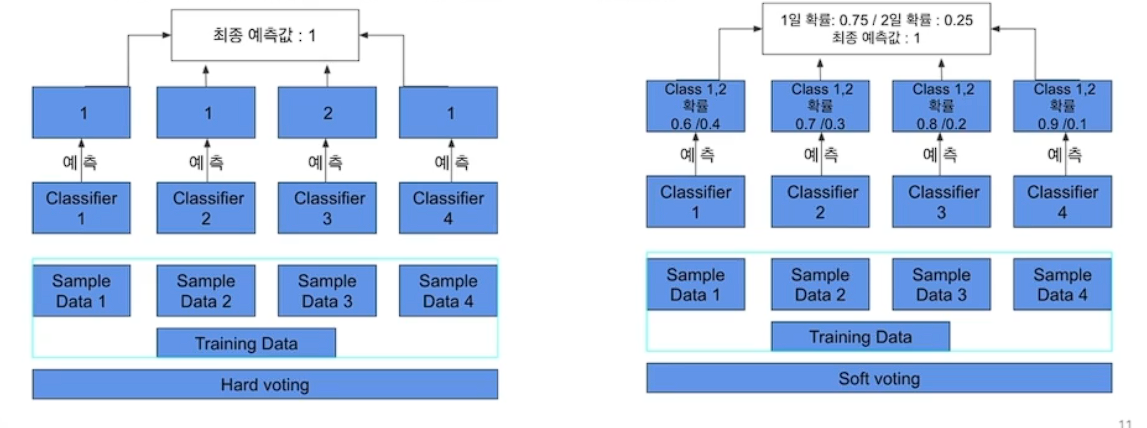 최종 예측값 : 1
1
1
2
1
예 측
예 측
예 측
예 측
Classifier
1
Classifier
2
Classifier
3
Classifier
4
Sample
Data 1
Sample
Data 2
Sample
Data 3
Sample
Data 4
Training Data
Hard voting
1일 확률: 0.75 / 2일 확률 : 0.25
최종 예측값 : 1
Class 1,2
확률
0.6 /0.4
Class 1,2
확률
0.7 /0.3
Class 1,2
확률
0.8 /0.2
Class 1,2
확률
0.9 /0.1
예 측
예 측
예 측
예 측
Classifier
1
Classifier
2
Classifier
3
Classifier
4
Sample
Data 1
Sample
Data 2
Sample
Data 3
Sample
Data 4
Training Data
Soft voting
11